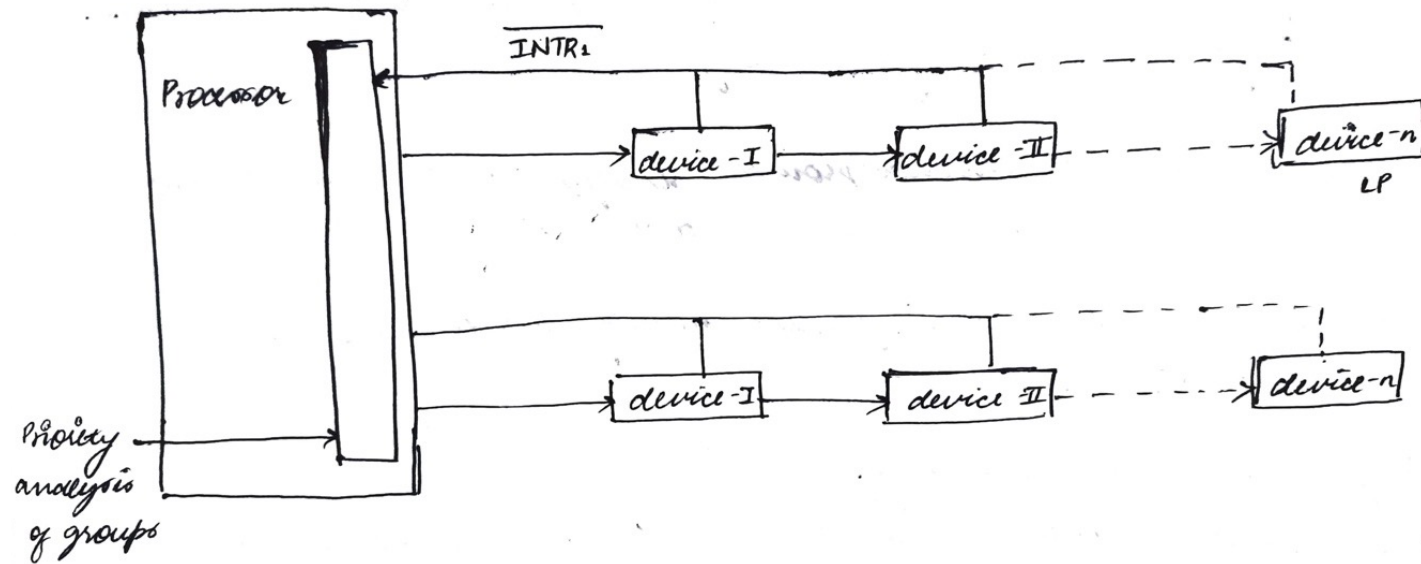 INTR1
Processor
device-I
device-II
device-n
LP
device-I
device-II
device-n
Priority
analysis
of groups